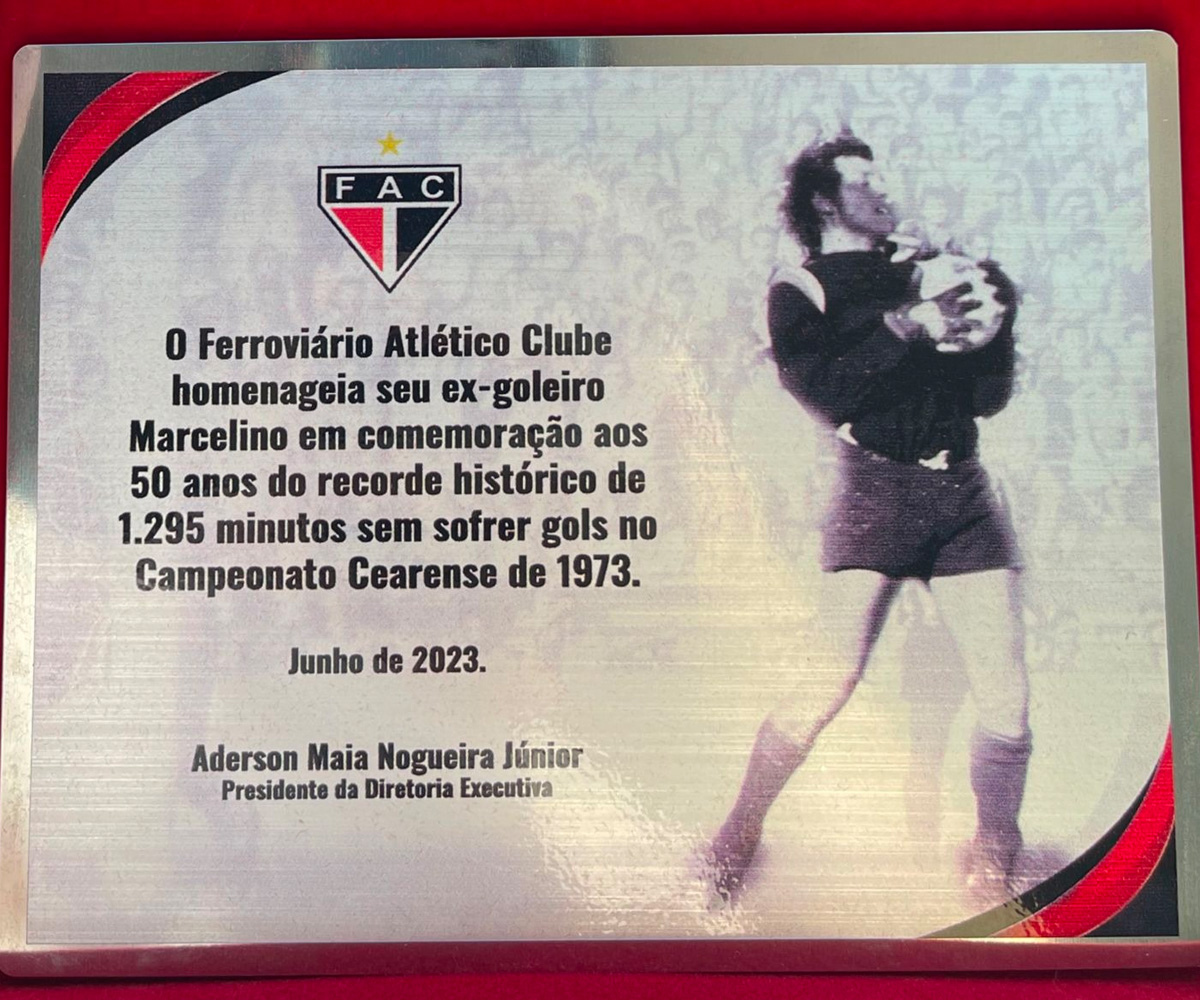 FAC
O Ferroviário Atlético Clube
homenageia seu ex-goleiro
Marcelino em comemoração aos
50 anos do recorde histórico de
1.295 minutos sem sofrer gols no
Campeonato Cearense de 1973.
Junho de 2023.
Aderson Maia Nogueira Júnior
Presidente da Diretoria Executiva